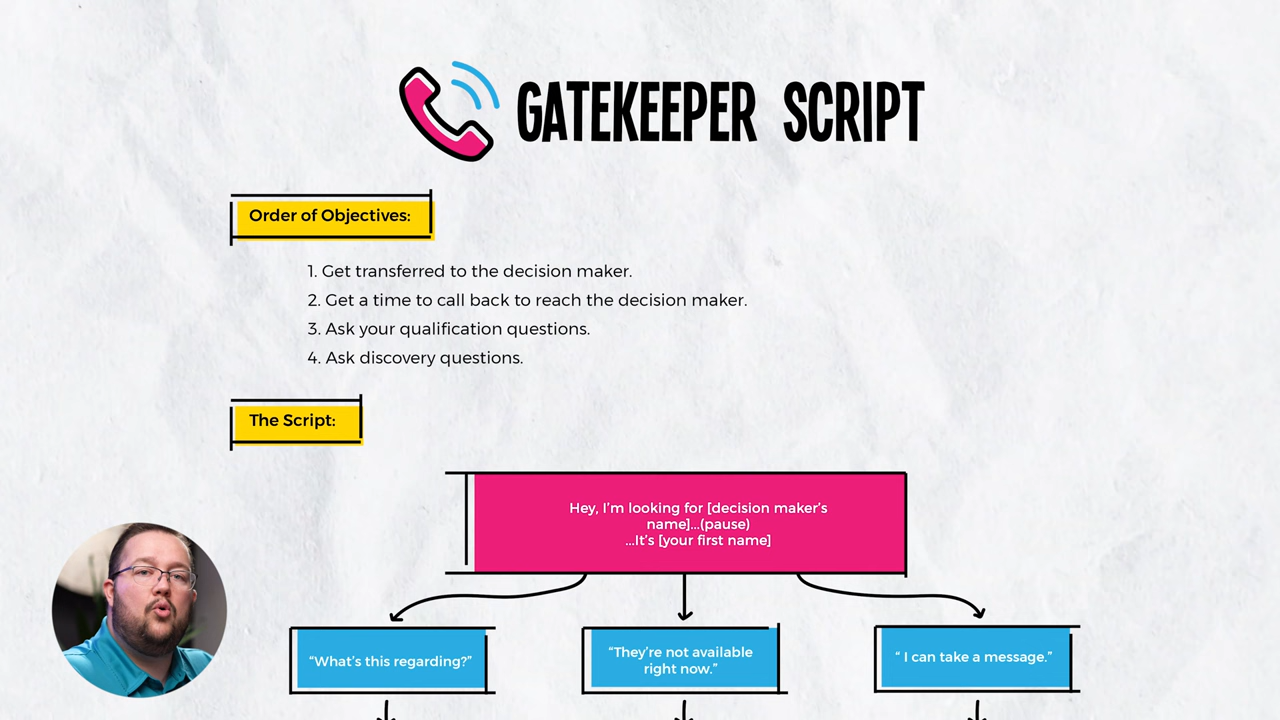 GATEKEEPER SCRIPT
Order of Objectives:
1. Get transferred to the decision maker.
2. Get a time to call back to reach the decision maker.
3. Ask your qualification questions.
4. Ask discovery questions.
The Script:
Hey, I’m looking for [decision maker’s
name]...(pause)
...It’s [your first name]
“What’s this regarding?”
“They’re not available
right now.”
“ I can take a message.”